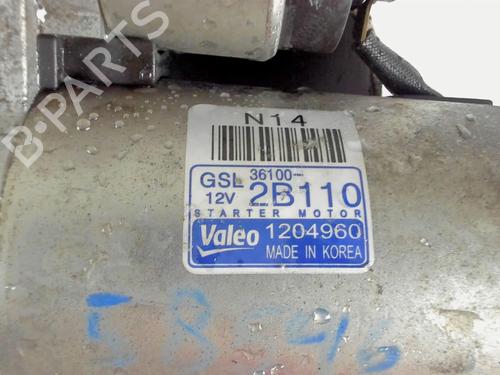 N14
GSL 36100-
12V 2B110
STARTER MOTOR
Valeo 1204960
MADE IN KOREA
B-PARTS